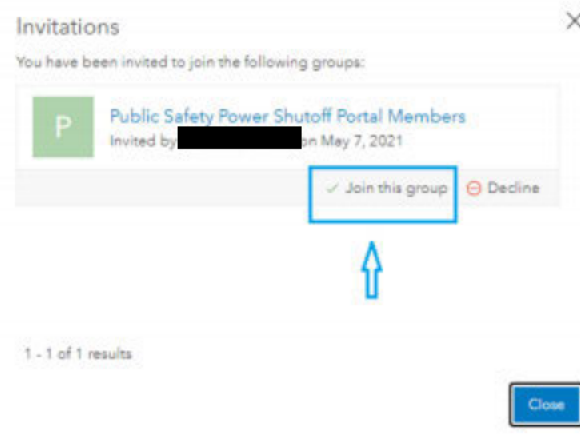 Invitations
You have been invited to join the following groups:
P
Public Safety Power Shutoff Portal Members
Invited by on May 7, 2021
Join this group Decline
1 - 1 of 1 results
Close